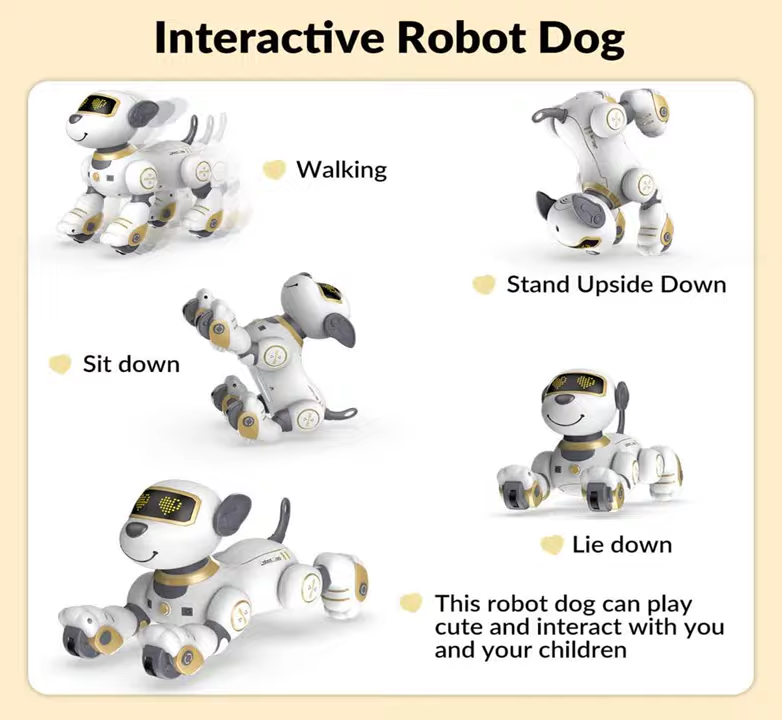 Interactive Robot Dog
Walking
Stand Upside Down
Sit down
Lie down
This robot dog can play
cute and interact with you
and your children